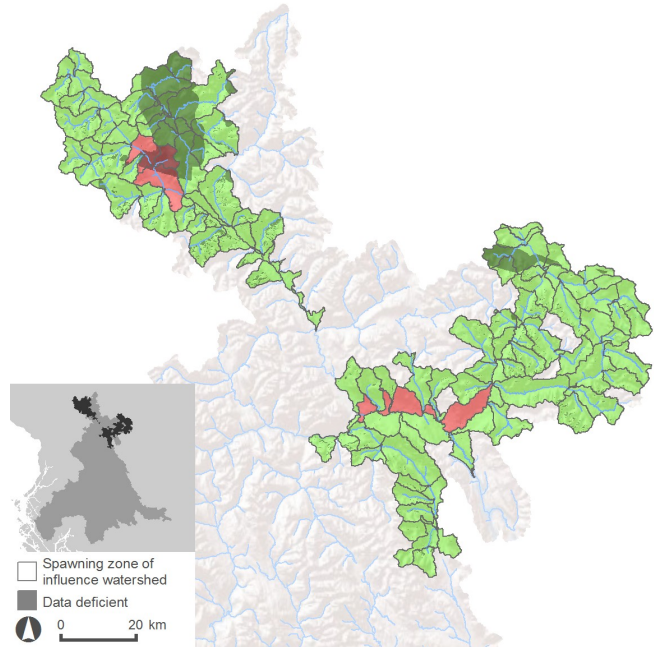 Spawning zone of
influence watershed
Data deficient
0 20 km